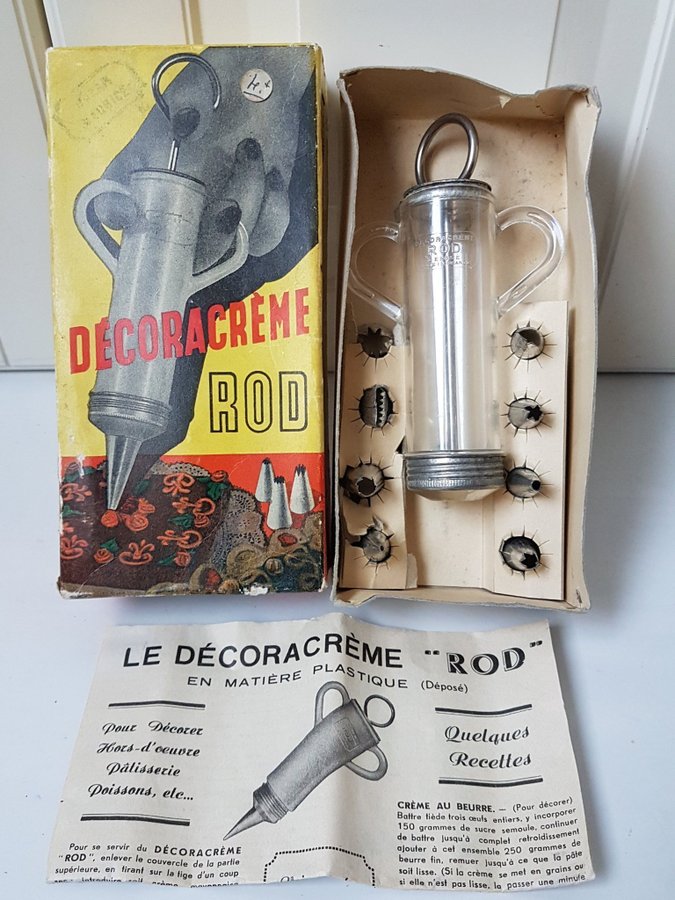 DÉCORACRÈME
ROD
DÉCORACRÈME
ROD
LE DÉCORACRÈME "ROD"
EN MATIÈRE PLASTIQUE (Déposé)
Pour Décorer
Hors-d'oeuvre
Pâtisserie
Poissons, etc...
Quelques
Recettes
Pour se servir du DÉCORACRÈME
"ROD", enlever le couvercle de la partie
supérieure, en tirant sur la tige d'un coup
CRÈME AU BEURRE. — (Pour décorer)
Battre tiède trois œufs entiers, y incorporer
150 grammes de sucre semoule, continuer
de battre jusqu'à complet retroidissement
ajouter à cet ensemble 250 grammes de
beurre fin, remuer jusqu'à ce que la pâte
soit lisse. (Si la crème se met en grains ou
si elle n'est pas lisse, la passer une minute